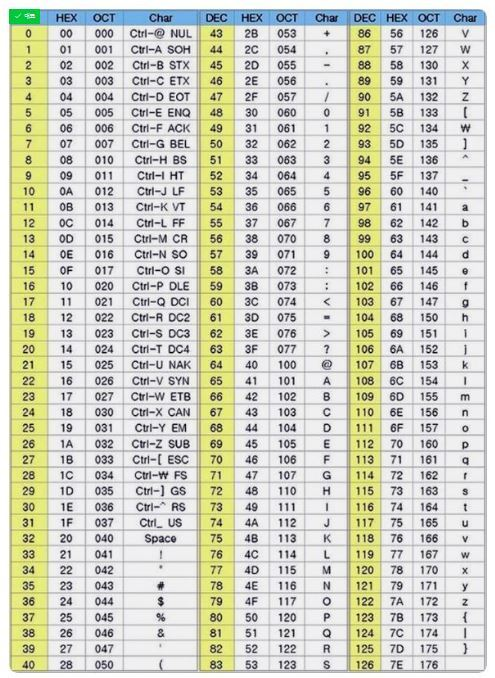 HEX OCT Char DEC HEX OCT Char DEC HEX OCT Char
0 00 000 Ctrl-@ NUL 43 2B 053 + 86 56 126 V
1 01 001 Ctrl-A SOH 44 2C 054 , 87 57 127 W
2 02 002 Ctrl-B STX 45 2D 055 - 88 58 130 X
3 03 003 Ctrl-C ETX 46 2E 056 . 89 59 131 Y
4 04 004 Ctrl-D EOT 47 2F 057 / 90 5A 132 Z
5 05 005 Ctrl-E ENQ 48 30 060 0 91 5B 133 [
6 06 006 Ctrl-F ACK 49 31 061 1 92 5C 134 ₩
7 07 007 Ctrl-G BEL 50 32 062 2 93 5D 135 ]
8 08 010 Ctrl-H BS 51 33 063 3 94 5E 136 ^
9 09 011 Ctrl-I HT 52 34 064 4 95 5F 137 _
10 0A 012 Ctrl-J LF 53 35 065 5 96 60 140 `
11 0B 013 Ctrl-K VT 54 36 066 6 97 61 141 a
12 0C 014 Ctrl-L FF 55 37 067 7 98 62 142 b
13 0D 015 Ctrl-M CR 56 38 070 8 99 63 143 c
14 0E 016 Ctrl-N SO 57 39 071 9 100 64 144 d
15 0F 017 Ctrl-O SI 58 3A 072 : 101 65 145 e
16 10 020 Ctrl-P DLE 59 3B 073 ; 102 66 146 f
17 11 021 Ctrl-Q DCI 60 3C 074 < 103 67 147 g
18 12 022 Ctrl-R DC2 61 3D 075 = 104 68 150 h
19 13 023 Ctrl-S DC3 62 3E 076 > 105 69 151 i
20 14 024 Ctrl-T DC4 63 3F 077 ? 106 6A 152 j
21 15 025 Ctrl-U NAK 64 40 100 @ 107 6B 153 k
22 16 026 Ctrl-V SYN 65 41 101 A 108 6C 154 l
23 17 027 Ctrl-W ETB 66 42 102 B 109 6D 155 m
24 18 030 Ctrl-X CAN 67 43 103 C 110 6E 156 n
25 19 031 Ctrl-Y EM 68 44 104 D 111 6F 157 o
26 1A 032 Ctrl-Z SUB 69 45 105 E 112 70 160 p
27 1B 033 Ctrl-[ ESC 70 46 106 F 113 71 161 q
28 1C 034 Ctrl-₩ FS 71 47 107 G 114 72 162 r
29 1D 035 Ctrl-] GS 72 48 110 H 115 73 163 s
30 1E 036 Ctrl-^ RS 73 49 111 I 116 74 164 t
31 1F 037 Ctrl_ US 74 4A 112 J 117 75 165 u
32 20 040 Space 75 4B 113 K 118 76 166 v
33 21 041 ! 76 4C 114 L 119 77 167 w
34 22 042 " 77 4D 115 M 120 78 170 x
35 23 043 # 78 4E 116 N 121 79 171 y
36 24 044 $ 79 4F 117 O 122 7A 172 z
37 25 045 % 80 50 120 P 123 7B 173 {
38 26 046 & 81 51 121 Q 124 7C 174 |
39 27 047 ' 82 52 122 R 125 7D 175 }
40 28 050 ( 83 53 123 S 126 7E 176